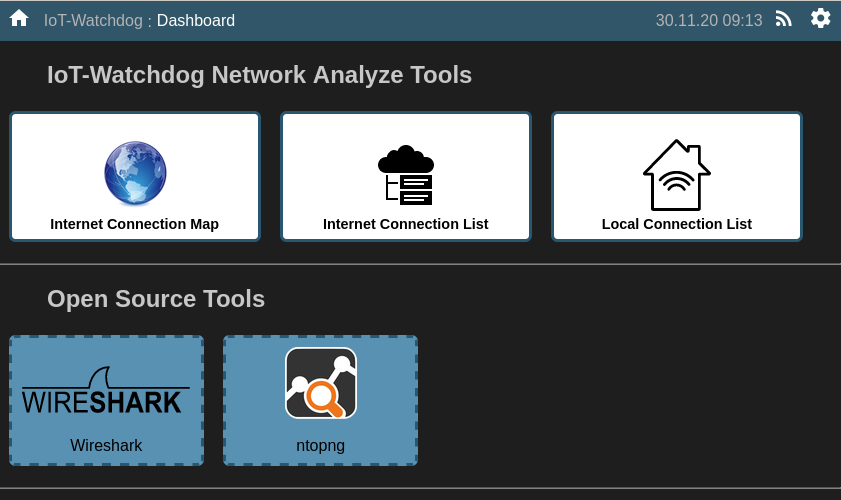 IoT-Watchdog : Dashboard 30.11.20 09:13
IoT-Watchdog Network Analyze Tools
Internet Connection Map Internet Connection List Local Connection List
Open Source Tools
WIRESHARK
Wireshark ntopng